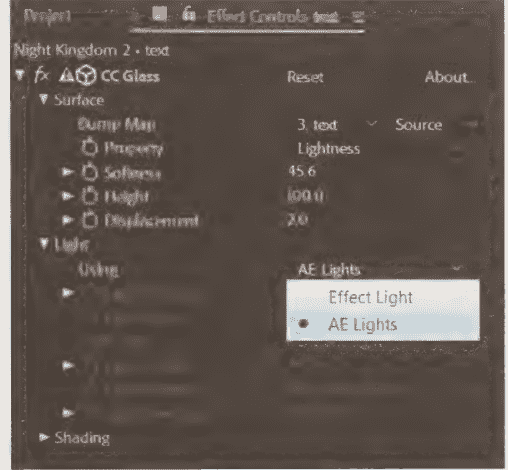 Project Effect Controls text
Night Kingdom 2 • text
fx CC Glass Reset About...
Surface
Bump Map 3. text Source
Property Lightness
Softness 45.6
Height 100.0
Displacement 2.0
Light
Using AE Lights
Effect Light
AE Lights
Shading